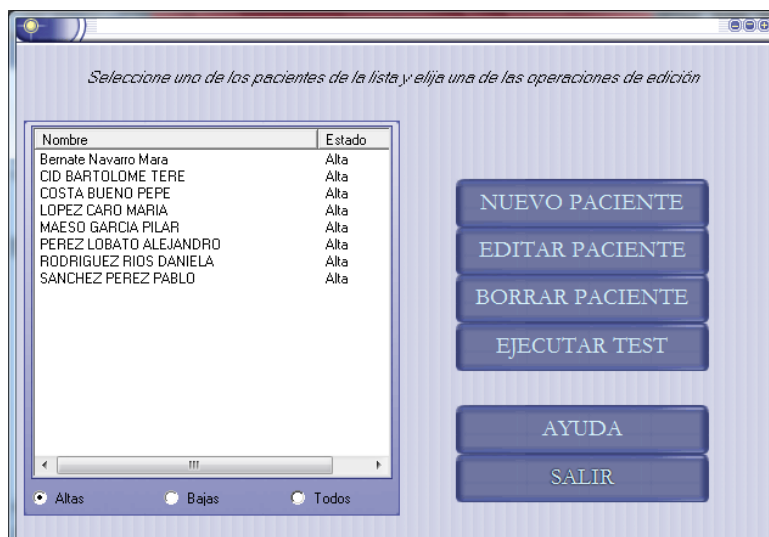 Seleccione uno de los pacientes de la lista y elija una de las operaciones de edición
Nombre Estado
Bernate Navarro Mara Alta
CID BARTOLOME TERE Alta
COSTA BUENO PEPE Alta
LOPEZ CARO MARIA Alta
MAESO GARCIA PILAR Alta
PEREZ LOBATO ALEJANDRO Alta
RODRIGUEZ RIOS DANIELA Alta
SANCHEZ PEREZ PABLO Alta
Altas Bajas Todos
NUEVO PACIENTE
EDITAR PACIENTE
BORRAR PACIENTE
EJECUTAR TEST
AYUDA
SALIR